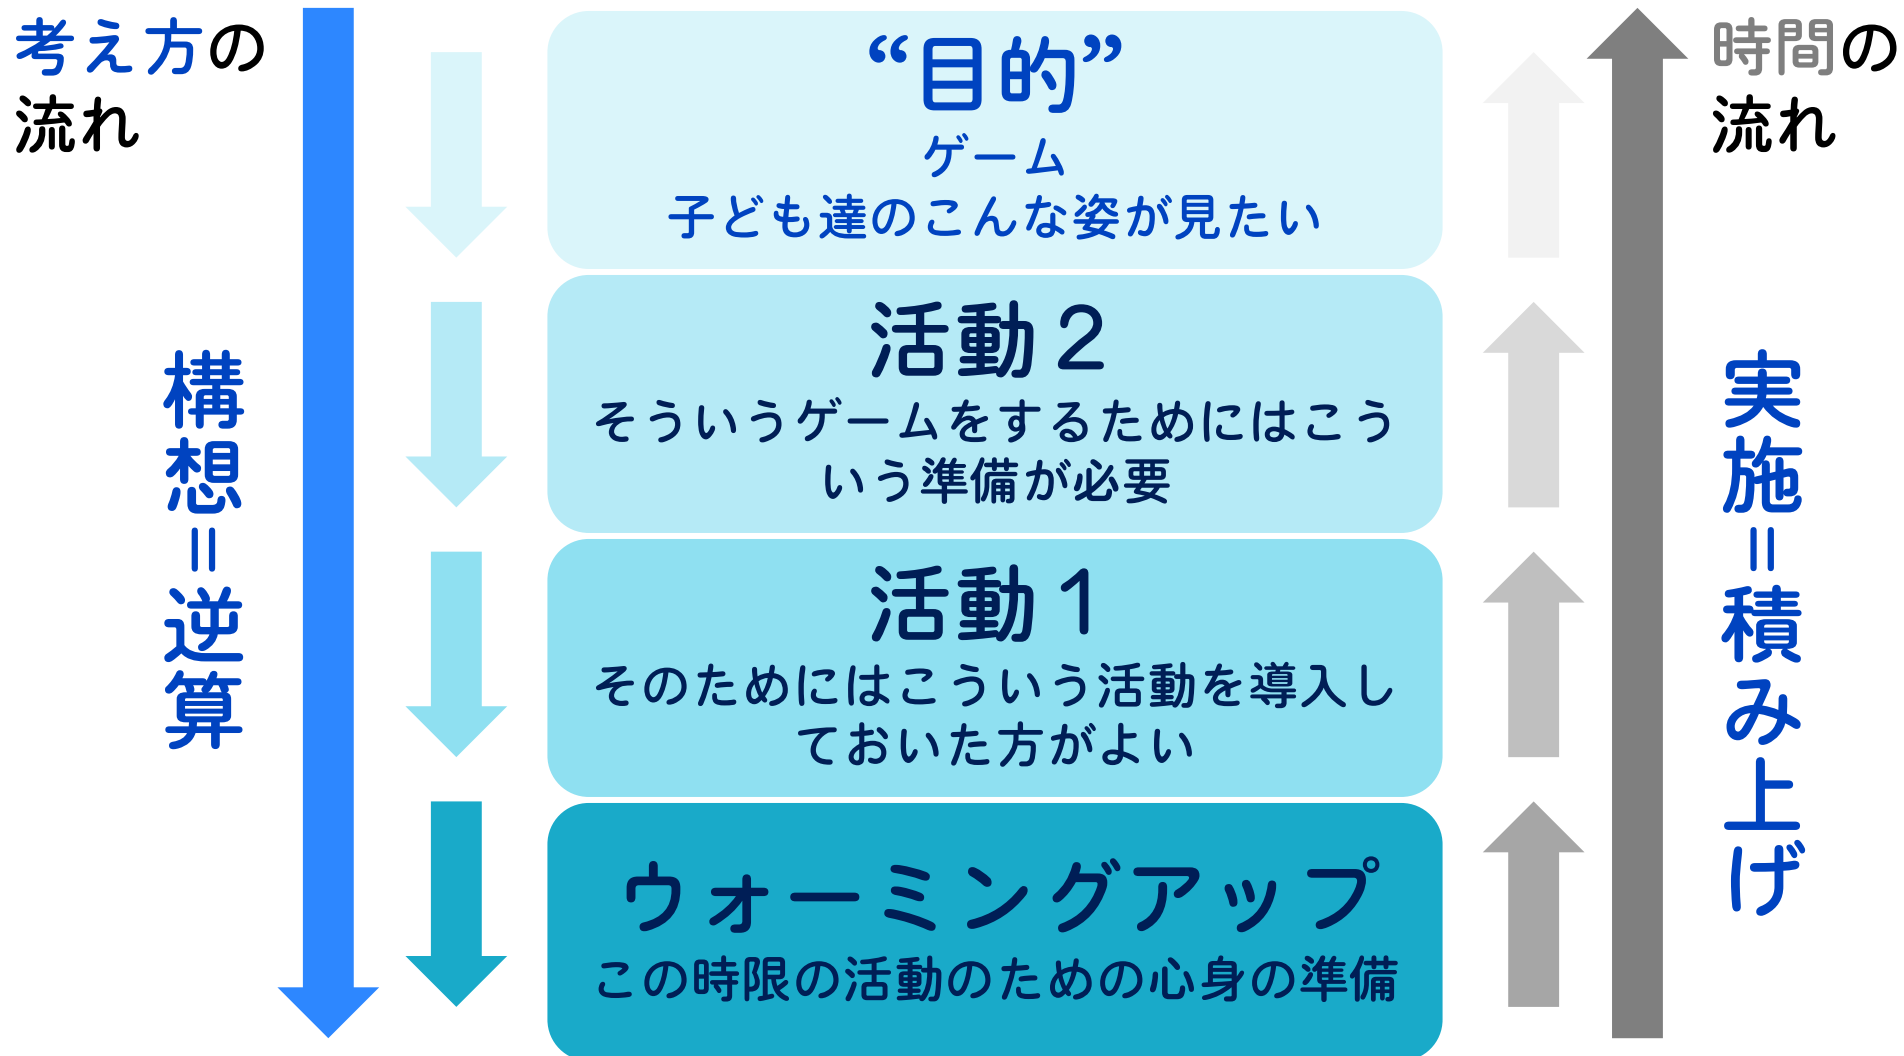 考え方の
流れ
構想＝逆算
“目的”
ゲーム
子ども達のこんな姿が見たい
活動２
そういうゲームをするためにはこう
いう準備が必要
活動１
そのためにはこういう活動を導入し
ておいた方がよい
ウォーミングアップ
この時限の活動のための心身の準備
時間の
流れ
実施＝積み上げ